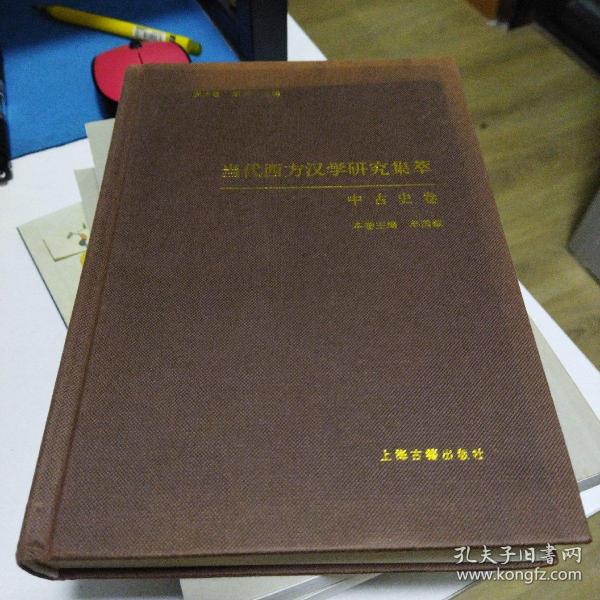 当代西方汉学研究集萃
中古史卷
本卷主编
上海古籍出版社
孔夫子旧书网
www.kongfz.com